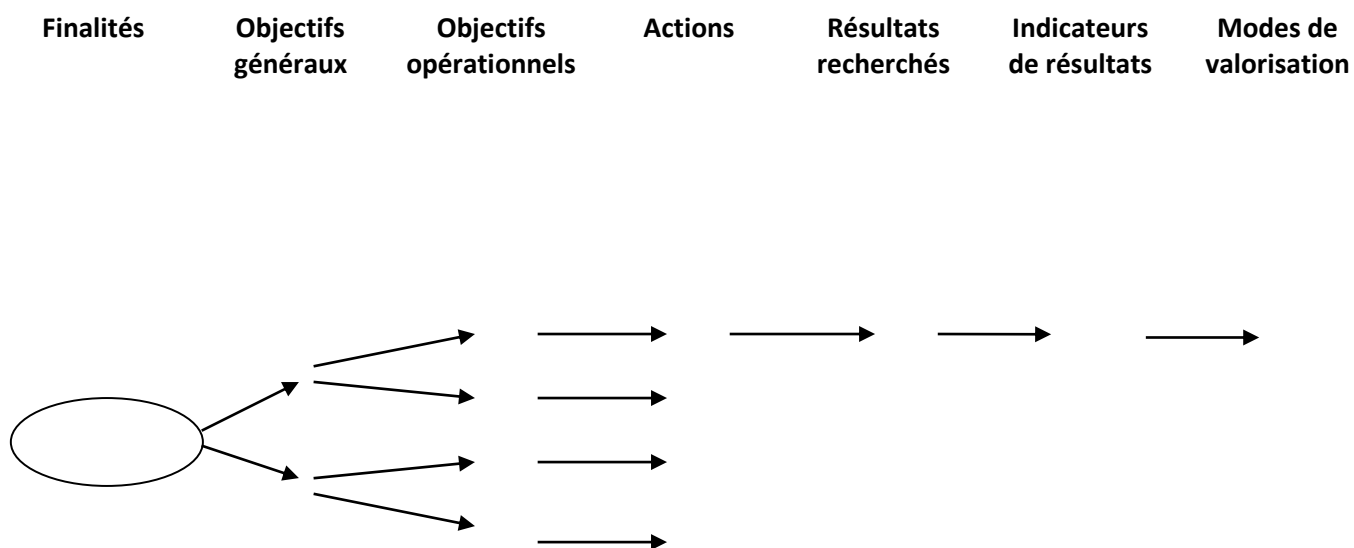 Finalités Objectifs Objectifs Actions Résultats Indicateurs Modes de
généraux opérationnels recherchés de résultats valorisation